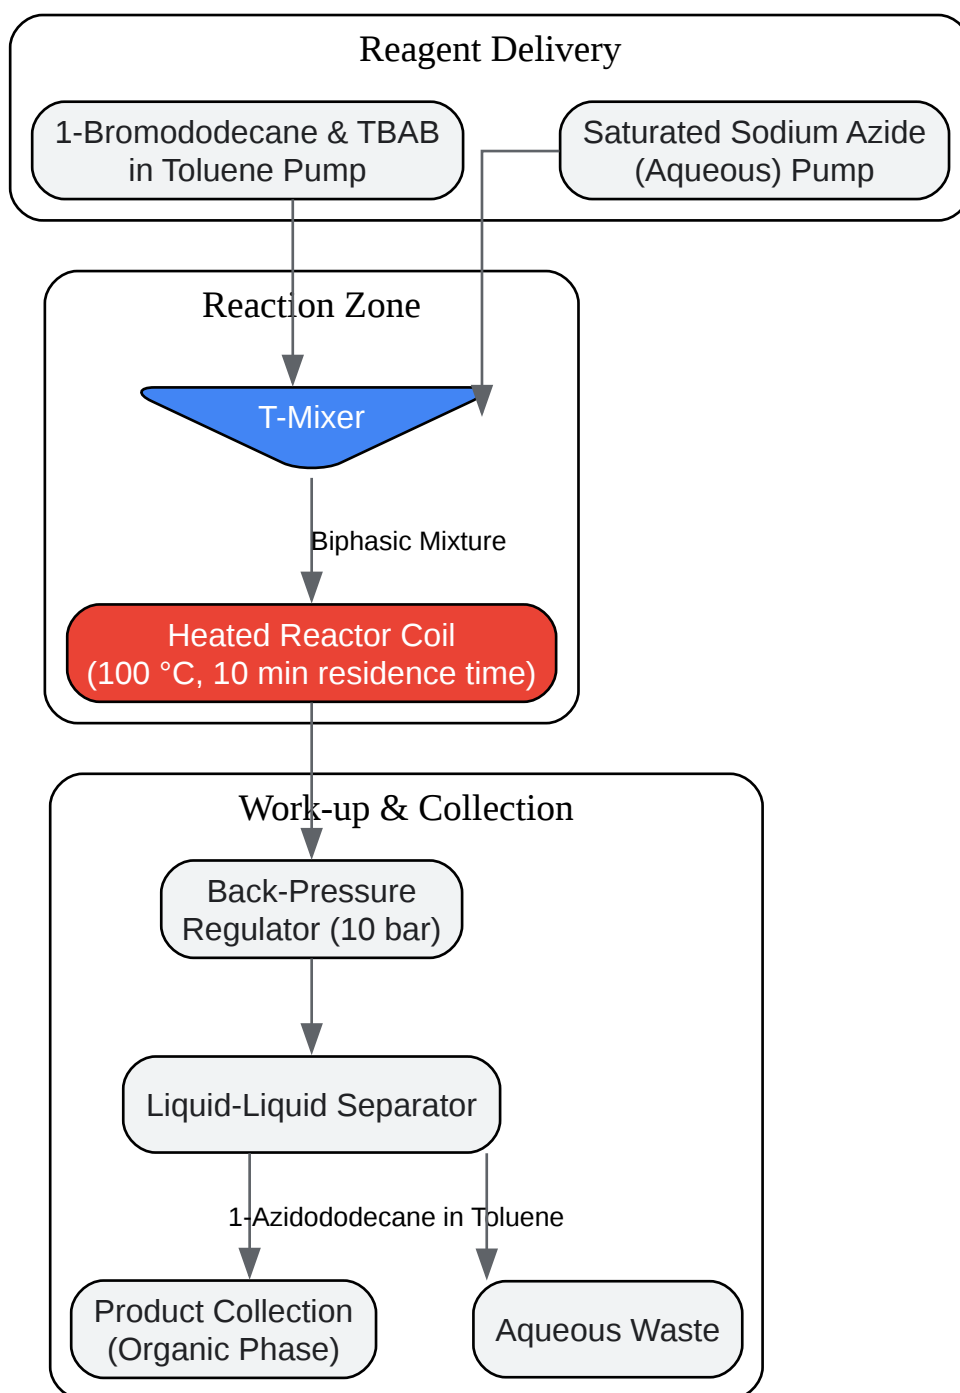 Reagent Delivery
1-Bromododecane & TBAB
in Toluene Pump
Saturated Sodium Azide
(Aqueous) Pump
Reaction Zone
T-Mixer
Biphasic Mixture
Heated Reactor Coil
(100 °C, 10 min residence time)
Work-up & Collection
Back-Pressure
Regulator (10 bar)
Liquid-Liquid Separator
1-Azidododecane in Toluene
Product Collection
(Organic Phase)
Aqueous Waste